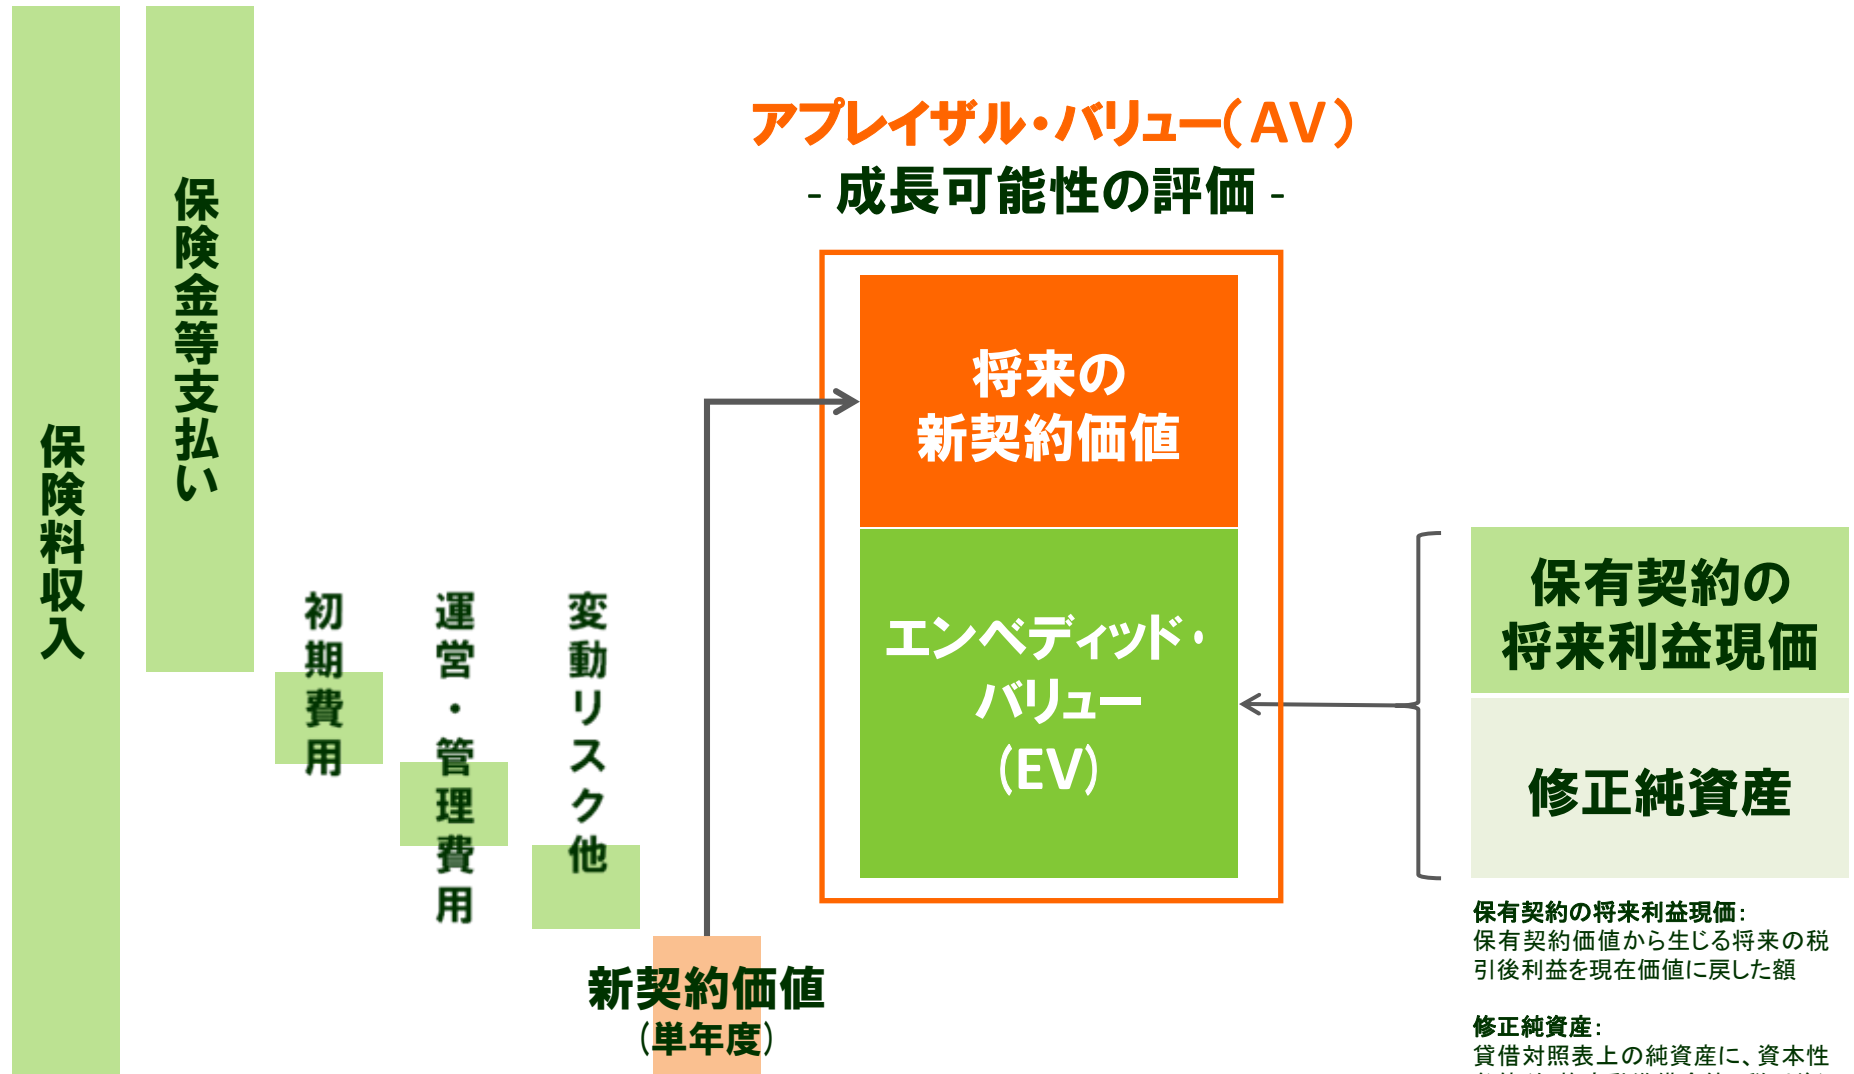 保険料収入
保険金等支払い
初期費用
運営・管理費用
変動リスク他
新契約価値
(単年度)
アプレイザル・バリュー(AV)
- 成長可能性の評価 -
将来の
新契約価値
エンベディッド・
バリュー
(EV)
保有契約の
将来利益現価
修正純資産
保有契約の将来利益現価:
保有契約価値から生じる将来の税
引後利益を現在価値に戻した額
修正純資産:
貸借対照表上の純資産に、資本性